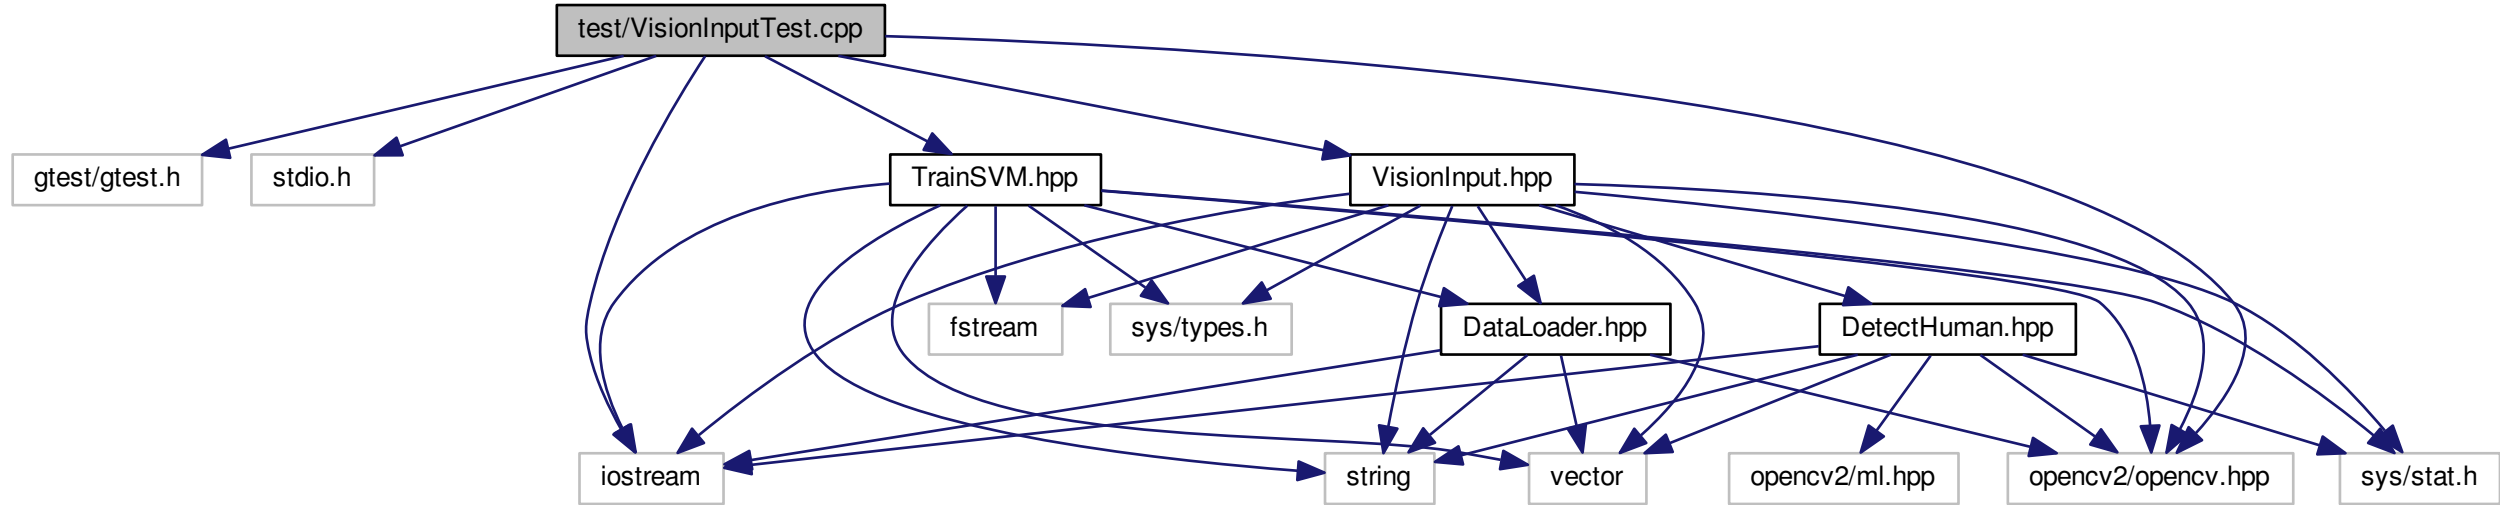 test/VisionInputTest.cpp
gtest/gtest.h
stdio.h
TrainSVM.hpp
VisionInput.hpp
fstream
sys/types.h
DataLoader.hpp
DetectHuman.hpp
iostream
string
vector
opencv2/ml.hpp
opencv2/opencv.hpp
sys/stat.h